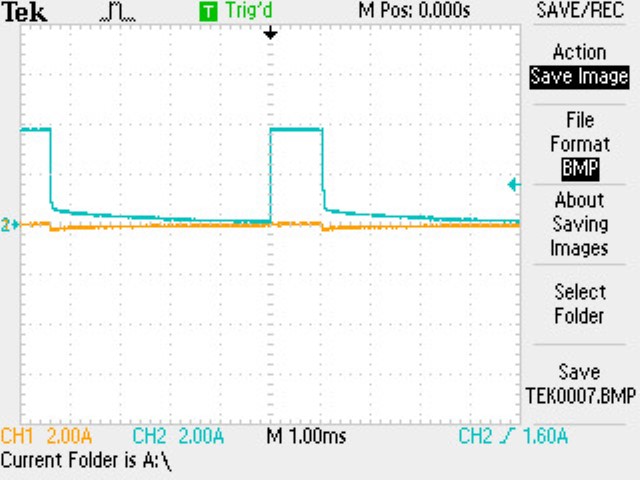 Tek
T Trig'd
M Pos: 0.000s
SAVE/REC
Action
Save Image
File
Format
BMP
About
Saving
Images
Select
Folder
Save
TEK0007.BMP
2
CH1 2.00A
CH2 2.00A
M 1.00ms
CH2 1.60A
Current Folder is A:\